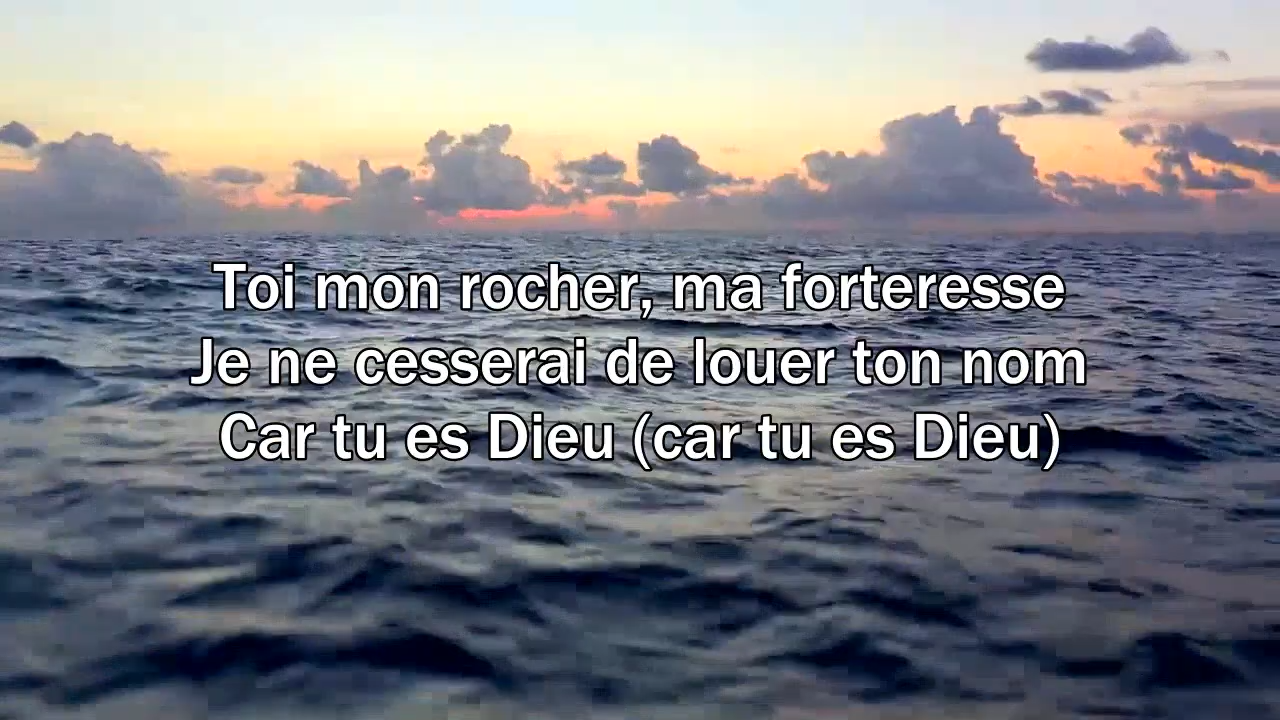 Toi mon rocher, ma forteresse
Je ne cesserai de louer ton nom
Car tu es Dieu (car tu es Dieu)